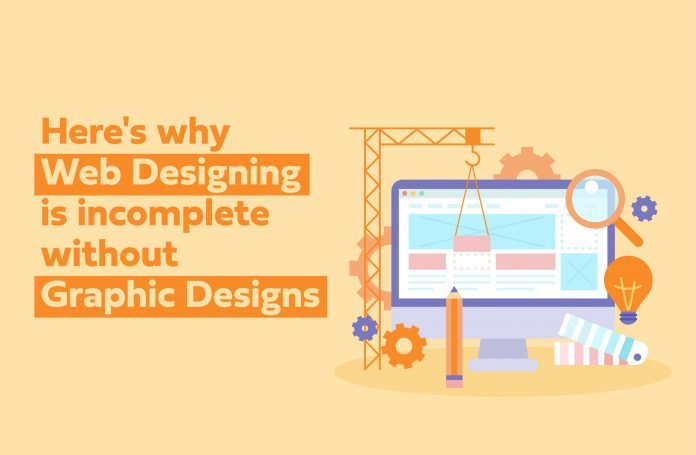 Here's why
Web Designing
is incomplete
without
Graphic Designs